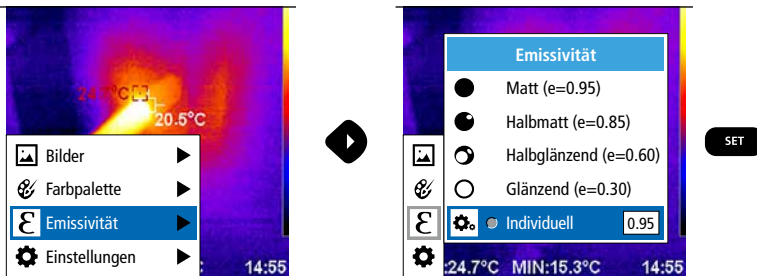 24.7°C
20.5°C
Bilder
Farbpalette
ε Emissivität
Einstellungen
: 14:55
Emissivität
Matt (e=0.95)
Halbmatt (e=0.85)
Halbglänzend (e=0.60)
Glänzend (e=0.30)
ε Individuell 0.95
:24.7°C MIN:15.3°C 14:55
SET